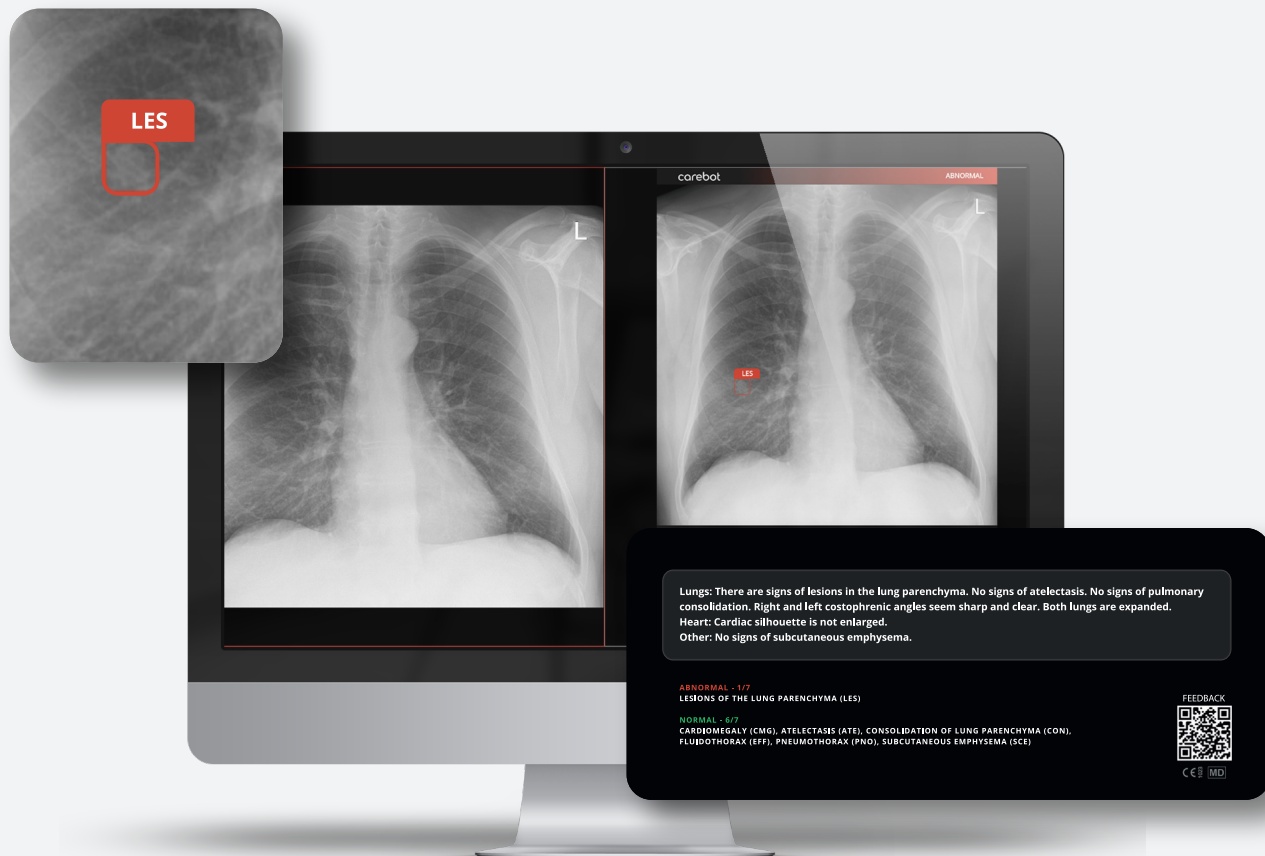 LES
L
carebot
ABNORMAL
L
LES
Lungs: There are signs of lesions in the lung parenchyma. No signs of atelectasis. No signs of pulmonary
consolidation. Right and left costophrenic angles seem sharp and clear. Both lungs are expanded.
Heart: Cardiac silhouette is not enlarged.
Other: No signs of subcutaneous emphysema.
ABNORMAL - 1/7
LESIONS OF THE LUNG PARENCHYMA (LES)
NORMAL - 6/7
CARDIOMEGALY (CMG), ATELECTASIS (ATE), CONSOLIDATION OF LUNG PARENCHYMA (CON),
FLUIDOTHORAX (EFF), PNEUMOTHORAX (PNO), SUBCUTANEOUS EMPHYSEMA (SCE)
FEEDBACK
CE MD